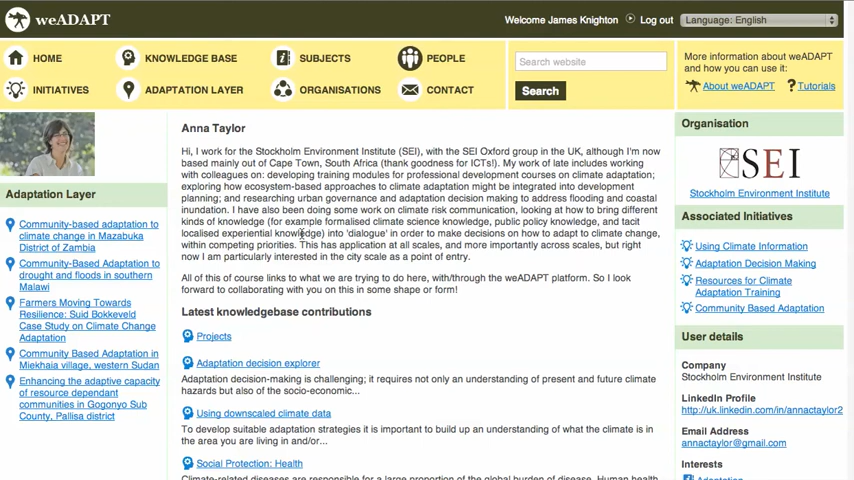 weADAPT
Welcome James Knighton
Log out
Language: English
HOME
KNOWLEDGE BASE
SUBJECTS
PEOPLE
INITIATIVES
ADAPTATION LAYER
ORGANISATIONS
CONTACT
Search website
Search
More information about weADAPT
and how you can use it:
About weADAPT
? Tutorials
Adaptation Layer
Community-based adaptation to
climate change in Mazabuka
District of Zambia
Community-Based Adaptation to
drought and floods in southern
Malawi
Farmers Moving Towards
Resilience: Suid Bokkeveld
Case Study on Climate Change
Adaptation
Community Based Adaptation in
Miekhaia village, western Sudan
Enhancing the adaptive capacity
of resource dependent
communities in Gogonyo Sub
County, Pallisa district
Anna Taylor
Hi, I work for the Stockholm Environment Institute (SEI), with the SEI Oxford group in the UK, although I'm now
based mainly out of Cape Town, South Africa (thank goodness for ICTs!). My work of late includes working
with colleagues on: developing training modules for professional development courses on climate adaptation;
exploring how ecosystem-based approaches to climate adaptation might be integrated into development
planning; and researching urban governance and adaptation decision making to address flooding and coastal
inundation. I have also been doing some work on climate risk communication, looking at how to bring different
kinds of knowledge (for example formalised climate science knowledge, public policy knowledge, and tacit
localised experiential knowledge) into 'dialogue' in order to make decisions on how to adapt to climate change,
within competing priorities. This has application at all scales, and more importantly across scales, but right
now I am particularly interested in the city scale as a point of entry.
All of this of course links to what we are trying to do here, with/through the weADAPT platform. So I look
forward to collaborating with you on this in some shape or form!
Latest knowledgebase contributions
Projects
Adaptation decision explorer
Adaptation decision-making is challenging; it requires not only an understanding of present and future climate
hazards but also of the socio-economic...
Using downscaled climate data
To develop suitable adaptation strategies it is important to build up an understanding of what the climate is in
the area you are living in and/or...
Social Protection: Health
Climate-related diseases are responsible for a large proportion of the global burden of disease. Human health
Organisation
SEI
Stockholm Environment Institute
Associated Initiatives
Using Climate Information
Adaptation Decision Making
Resources for Climate
Adaptation Training
Community Based Adaptation
User details
Company
Stockholm Environment Institute
LinkedIn Profile
http://uk.linkedin.com/in/annactaylor2
Email Address
annactaylor@gmail.com
Interests
Adaptation